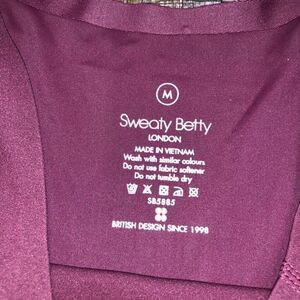 M
Sweaty Betty
LONDON
MADE IN VIETNAM
Wash with similar colours
Do not use fabric softener
Do not tumble dry
SB5885
BRITISH DESIGN SINCE 1998